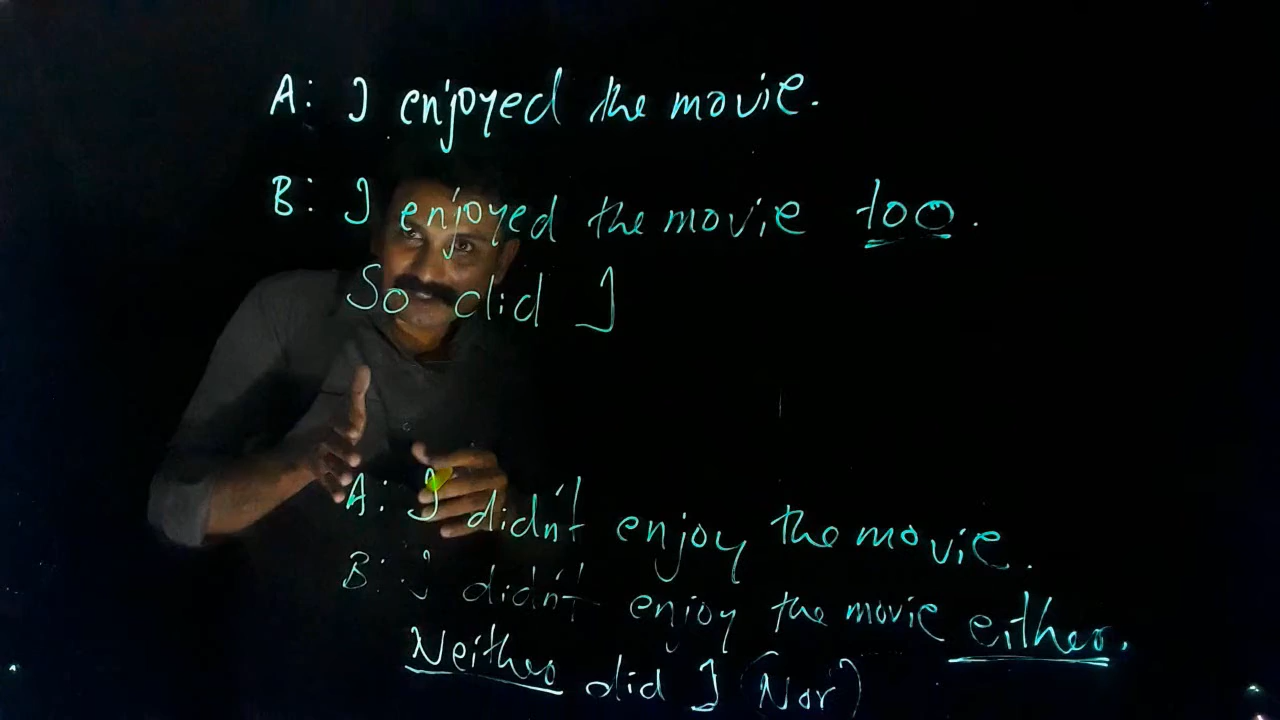 A: I enjoyed the movie.
B: I enjoyed the movie too.
So did I
A: I didn't enjoy the movie.
B: I didn't enjoy the movie either.
Neither did I (Nor)